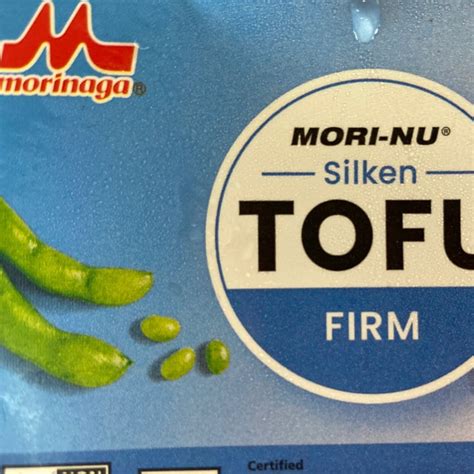 morinaga®
MORI-NU®
Silken
TOFU
FIRM
Certified